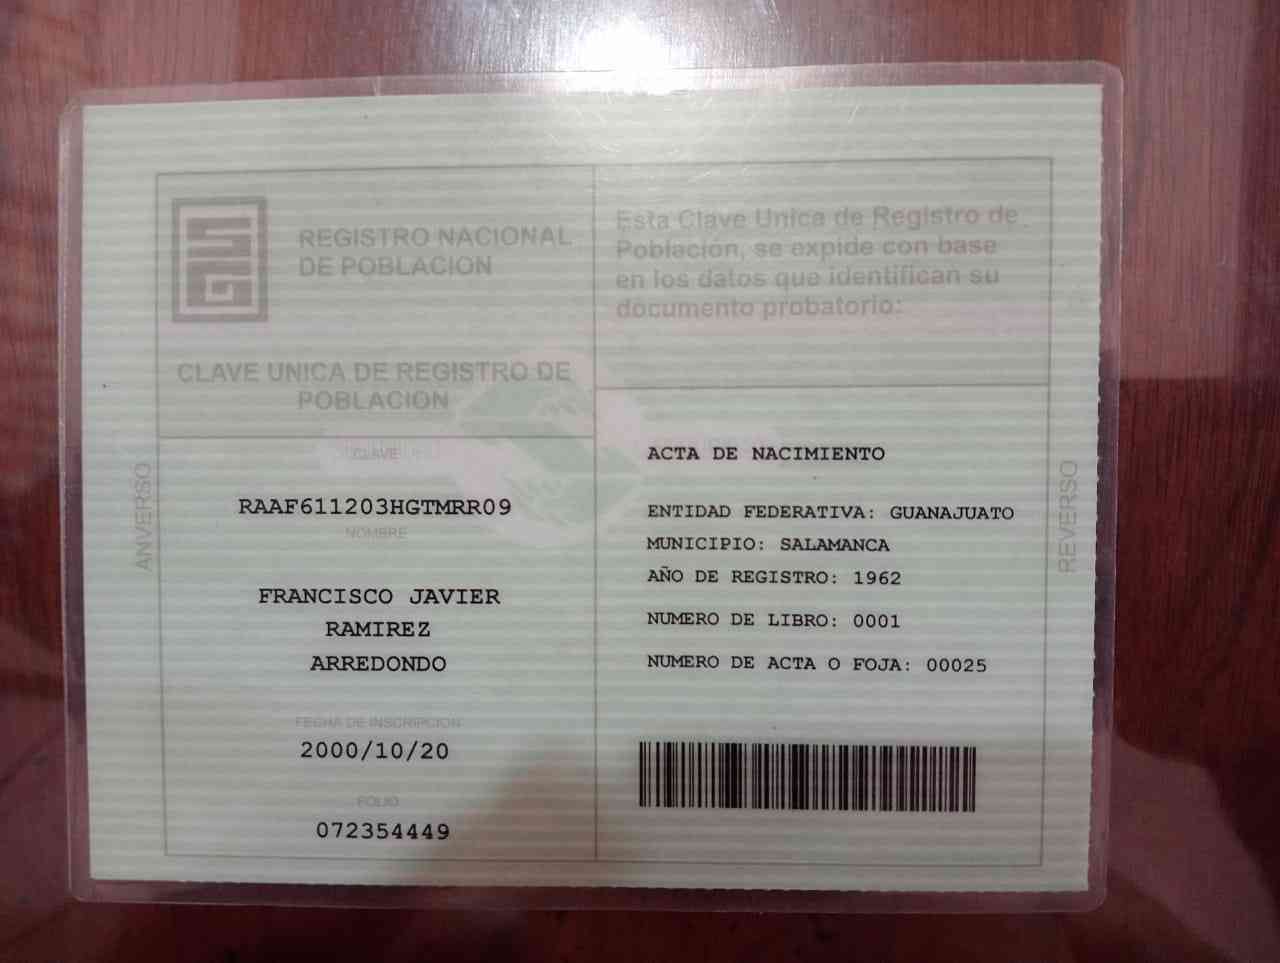 REGISTRO NACIONAL
DE POBLACION
CLAVE UNICA DE REGISTRO DE
POBLACION
CLAVE
RAAF611203HGTMRR09
NOMBRE
FRANCISCO JAVIER
RAMIREZ
ARREDONDO
FECHA DE INSCRIPCION
2000/10/20
FOLIO
072354449
ANVERSO
Esta Clave Unica de Registro de
Población, se expide con base
en los datos que identifican su
documento probatorio:
ACTA DE NACIMIENTO
ENTIDAD FEDERATIVA: GUANAJUATO
MUNICIPIO: SALAMANCA
AÑO DE REGISTRO: 1962
NUMERO DE LIBRO: 0001
NUMERO DE ACTA O FOJA: 00025
REVERSO